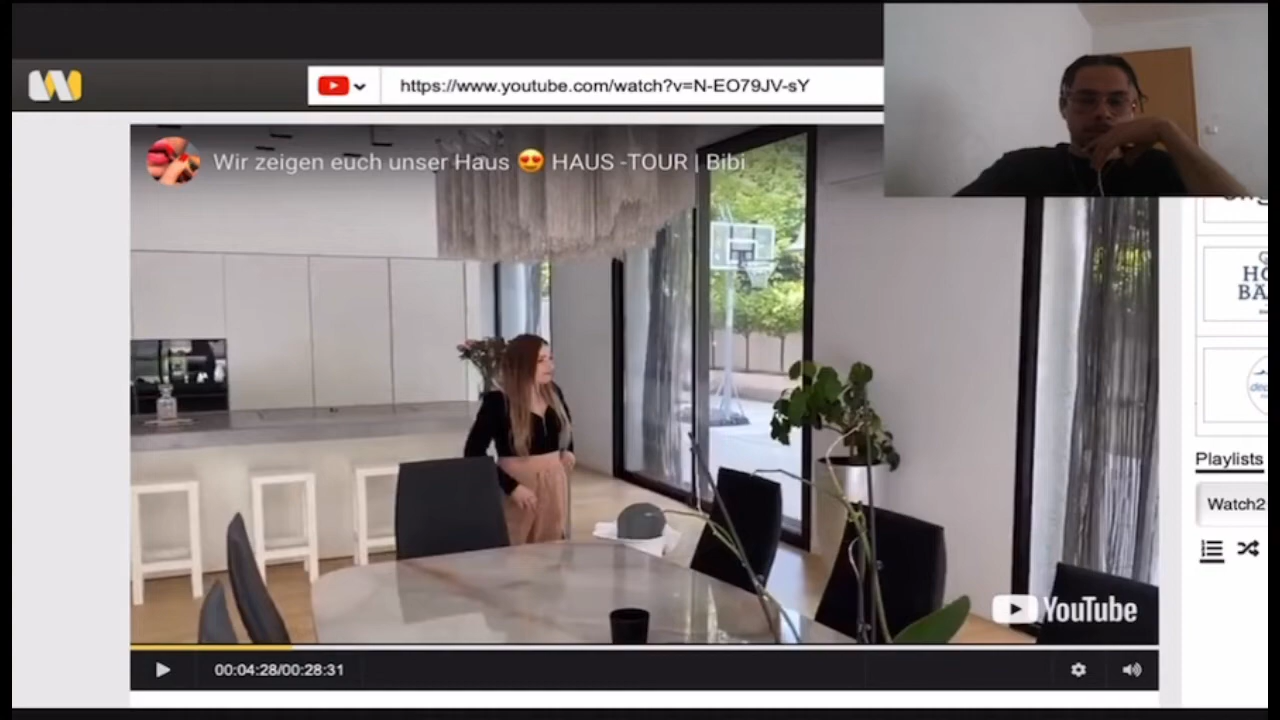 https://www.youtube.com/watch?v=N-EO79JV-sY
Wir zeigen euch unser Haus 😍 HAUS -TOUR | Bibi
YouTube
00:04:28/00:28:31
Playlists
Watch2